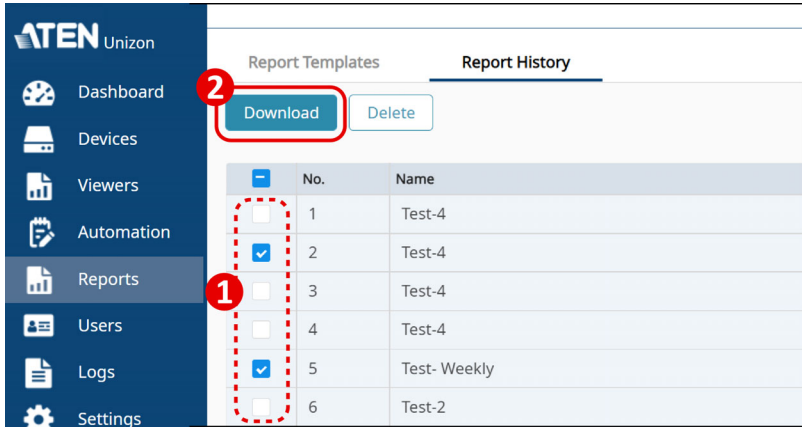 ATEN Unizon
Dashboard
Devices
Viewers
Automation
Reports
Users
Logs
Settings
Report Templates Report History
2
Download Delete
No. Name
1 Test-4
2 Test-4
3 Test-4
1
4 Test-4
5 Test- Weekly
6 Test-2